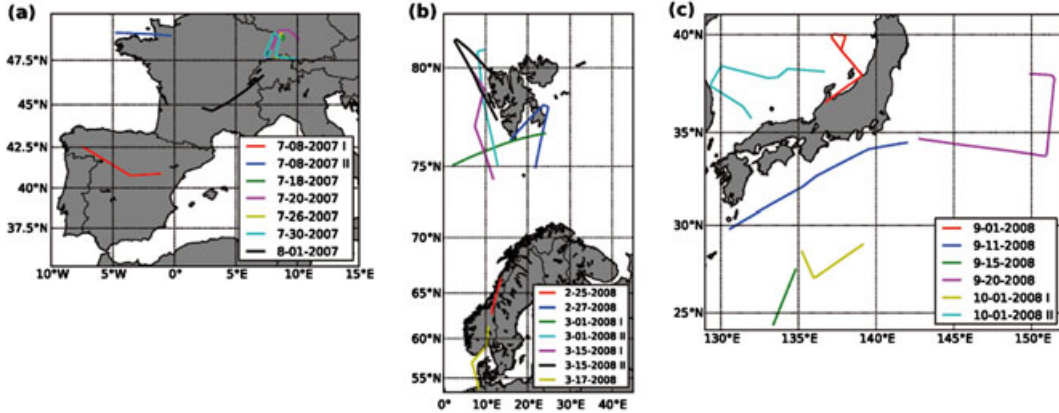 (a)
47.5°N
45°N
42.5°N
40°N
37.5°N
10°W 5°W 0°E 5°E 10°E 15°E
7-08-2007 I
7-08-2007 II
7-18-2007
7-20-2007
7-26-2007
7-30-2007
8-01-2007
(b)
80°N
75°N
70°N
65°N
60°N
55°N
0°E 10°E 20°E 30°E 40°E
2-25-2008
2-27-2008
3-01-2008 I
3-01-2008 II
3-15-2008 I
3-15-2008 II
3-17-2008
(c)
40°N
35°N
30°N
25°N
130°E 135°E 140°E 145°E 150°E
9-01-2008
9-11-2008
9-15-2008
9-20-2008
10-01-2008 I
10-01-2008 II